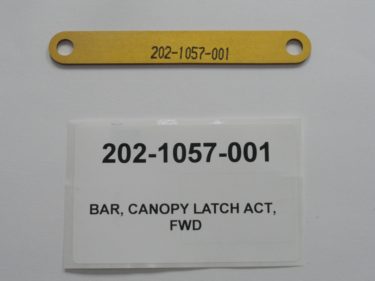 202-1057-001
202-1057-001
BAR, CANOPY LATCH ACT,
FWD